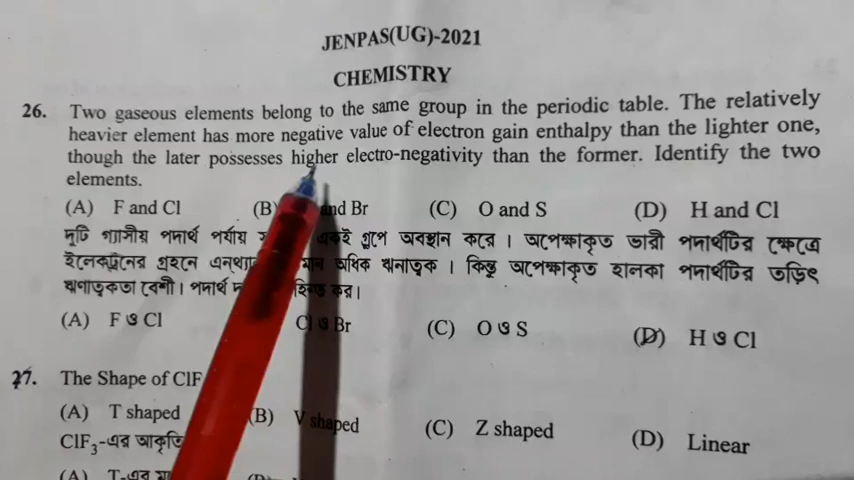 JENPAS(UG)-2021
CHEMISTRY
26. Two gaseous elements belong to the same group in the periodic table. The relatively
heavier element has more negative value of electron gain enthalpy than the lighter one,
though the later possesses higher electro-negativity than the former. Identify the two
elements.
(A) F and Cl (B) and Br (C) O and S (D) H and Cl
দুটি গ্যাসীয় পদার্থ পর্যায় একই গ্রুপে অবস্থান করে। অপেক্ষাকৃত ভারী পদার্থটির ক্ষেত্রে
ইলেকট্রনের গ্রহনে মান অধিক ঋনাত্বক। কিন্তু অপেক্ষাকৃত হালকা পদার্থটির তড়িৎ
ঋণাত্বকতা বেশী। পদার্থ কর।
(A) F ও Cl Cl ও Br (C) O ও S (D) H ও Cl
27. The Shape of ClF
(A) T shaped (B) V shaped (C) Z shaped (D) Linear
ClF3-এর আকৃতি
(A) T-এর